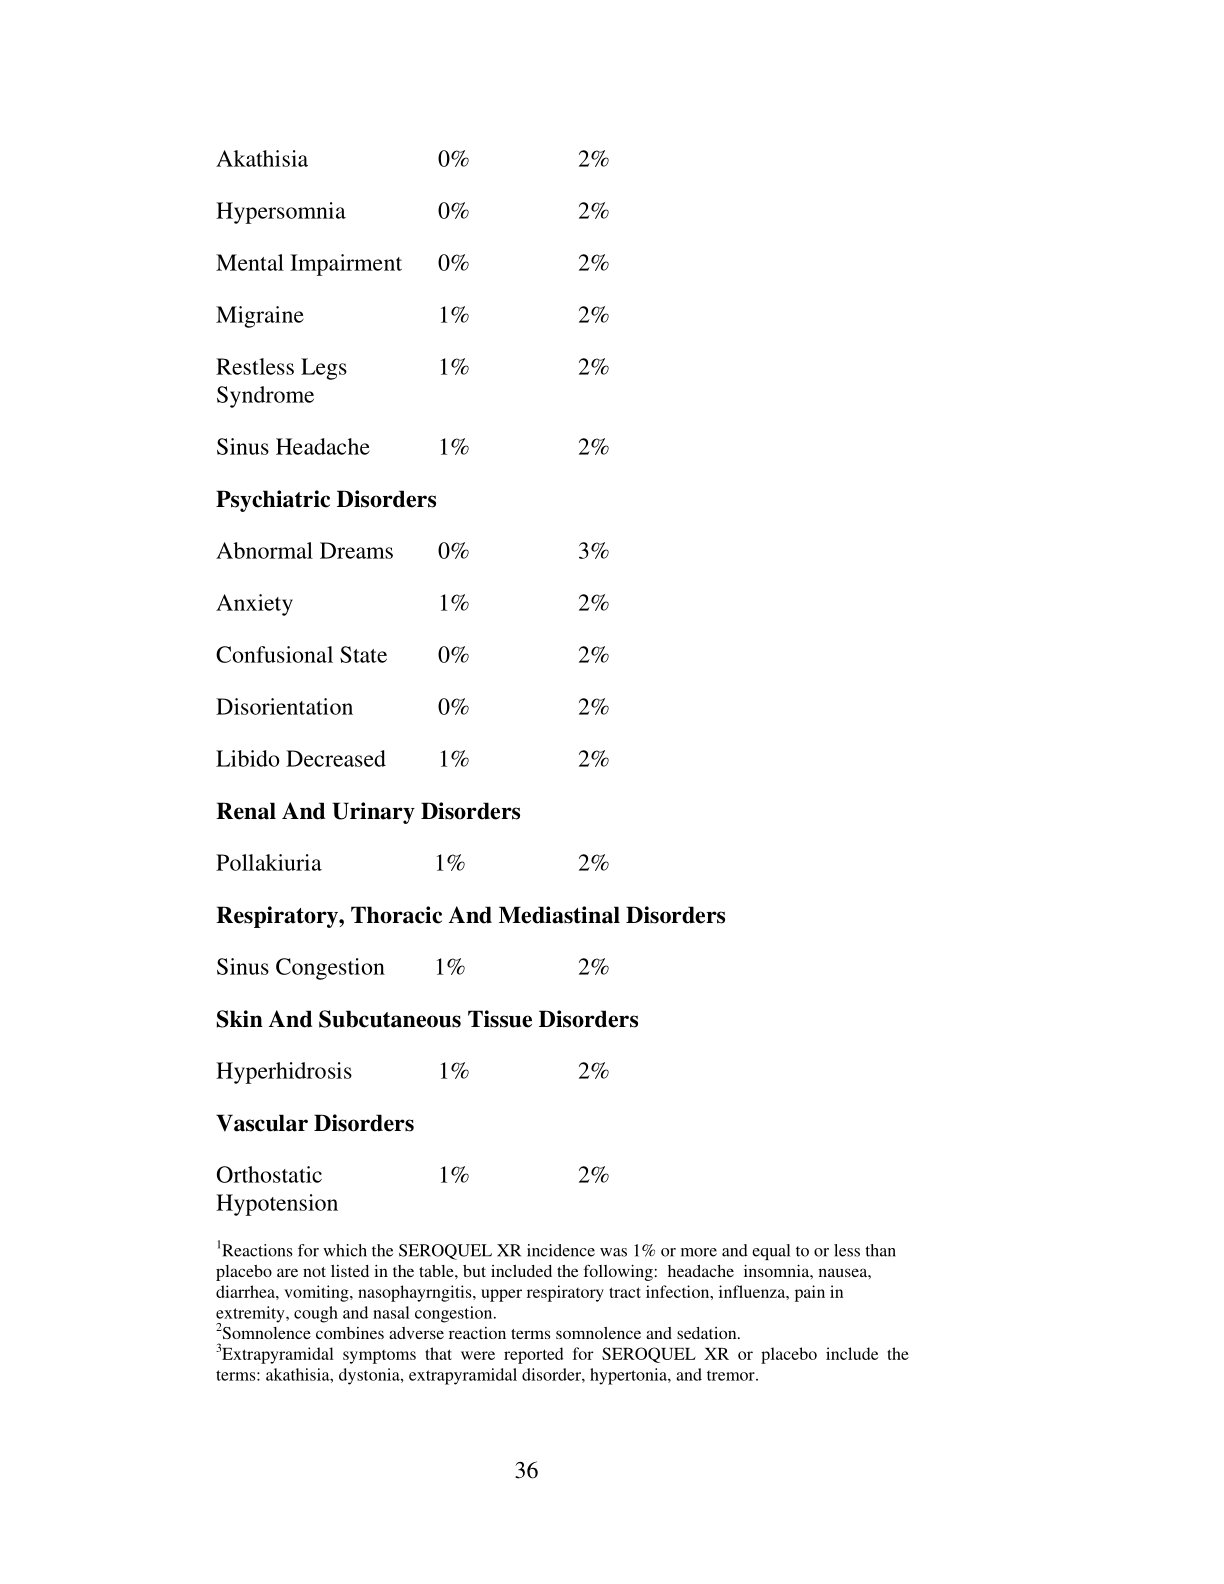 Akathisia 0% 2%
Hypersomnia 0% 2%
Mental Impairment 0% 2%
Migraine 1% 2%
Restless Legs 1% 2%
Syndrome
Sinus Headache 1% 2%
Psychiatric Disorders
Abnormal Dreams 0% 3%
Anxiety 1% 2%
Confusional State 0% 2%
Disorientation 0% 2%
Libido Decreased 1% 2%
Renal And Urinary Disorders
Pollakiuria 1% 2%
Respiratory, Thoracic And Mediastinal Disorders
Sinus Congestion 1% 2%
Skin And Subcutaneous Tissue Disorders
Hyperhidrosis 1% 2%
Vascular Disorders
Orthostatic 1% 2%
Hypotension
1Reactions for which the SEROQUEL XR incidence was 1% or more and equal to or less than
placebo are not listed in the table, but included the following: headache insomnia, nausea,
diarrhea, vomiting, nasophayrngitis, upper respiratory tract infection, influenza, pain in
extremity, cough and nasal congestion.
2Somnolence combines adverse reaction terms somnolence and sedation.
3Extrapyramidal symptoms that were reported for SEROQUEL XR or placebo include the
terms: akathisia, dystonia, extrapyramidal disorder, hypertonia, and tremor.
36